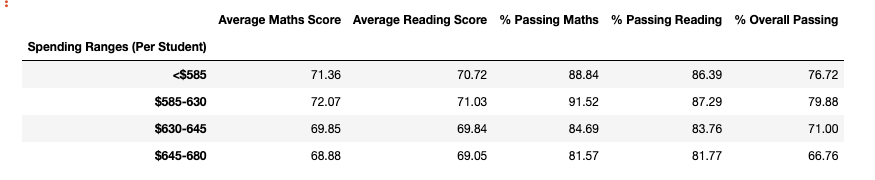 Average Maths Score Average Reading Score % Passing Maths % Passing Reading % Overall Passing
Spending Ranges (Per Student)
<$585 71.36 70.72 88.84 86.39 76.72
$585-630 72.07 71.03 91.52 87.29 79.88
$630-645 69.85 69.84 84.69 83.76 71.00
$645-680 68.88 69.05 81.57 81.77 66.76